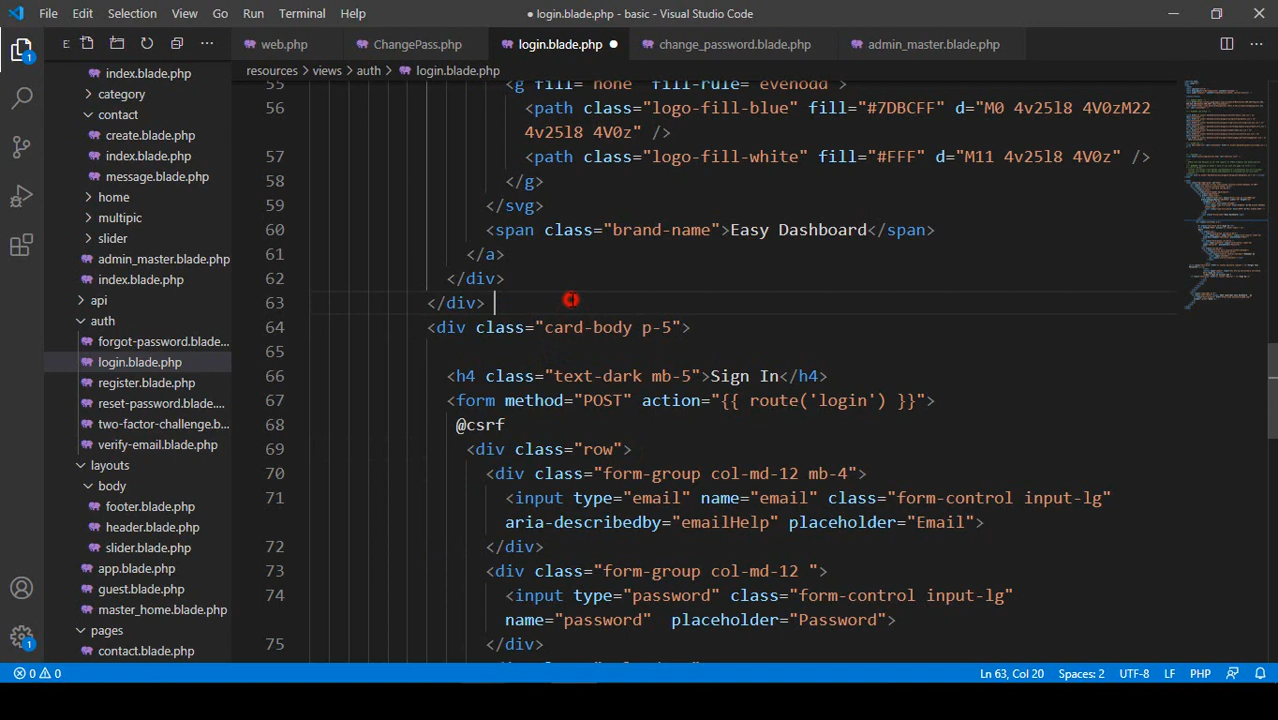 File Edit Selection View Go Run Terminal Help
● login.blade.php - basic - Visual Studio Code
E
web.php
ChangePass.php
login.blade.php
change_password.blade.php
admin_master.blade.php
resources > views > auth > login.blade.php
index.blade.php
category
contact
create.blade.php
index.blade.php
message.blade.php
home
multipic
slider
admin_master.blade.php
index.blade.php
api
auth
forgot-password.blade...
login.blade.php
register.blade.php
reset-password.blade....
two-factor-challenge.b...
verify-email.blade.php
layouts
body
footer.blade.php
header.blade.php
slider.blade.php
app.blade.php
guest.blade.php
master_home.blade.php
pages
contact.blade.php
1
1
55 <g fill="none" fill-rule="evenodd">
56 <path class="logo-fill-blue" fill="#7DBCFF" d="M0 4v25l8 4V0zM22
4v25l8 4V0z" />
57 <path class="logo-fill-white" fill="#FFF" d="M11 4v25l8 4V0z" />
58 </g>
59 </svg>
60 <span class="brand-name">Easy Dashboard</span>
61 </a>
62 </div>
63 </div>
64 <div class="card-body p-5">
65
66 <h4 class="text-dark mb-5">Sign In</h4>
67 <form method="POST" action="{{ route('login') }}">
68 @csrf
69 <div class="row">
70 <div class="form-group col-md-12 mb-4">
71 <input type="email" name="email" class="form-control input-lg"
aria-describedby="emailHelp" placeholder="Email">
72 </div>
73 <div class="form-group col-md-12 ">
74 <input type="password" class="form-control input-lg"
name="password"  placeholder="Password">
75 </div>
0 0
Ln 63, Col 20 Spaces: 2 UTF-8 LF PHP